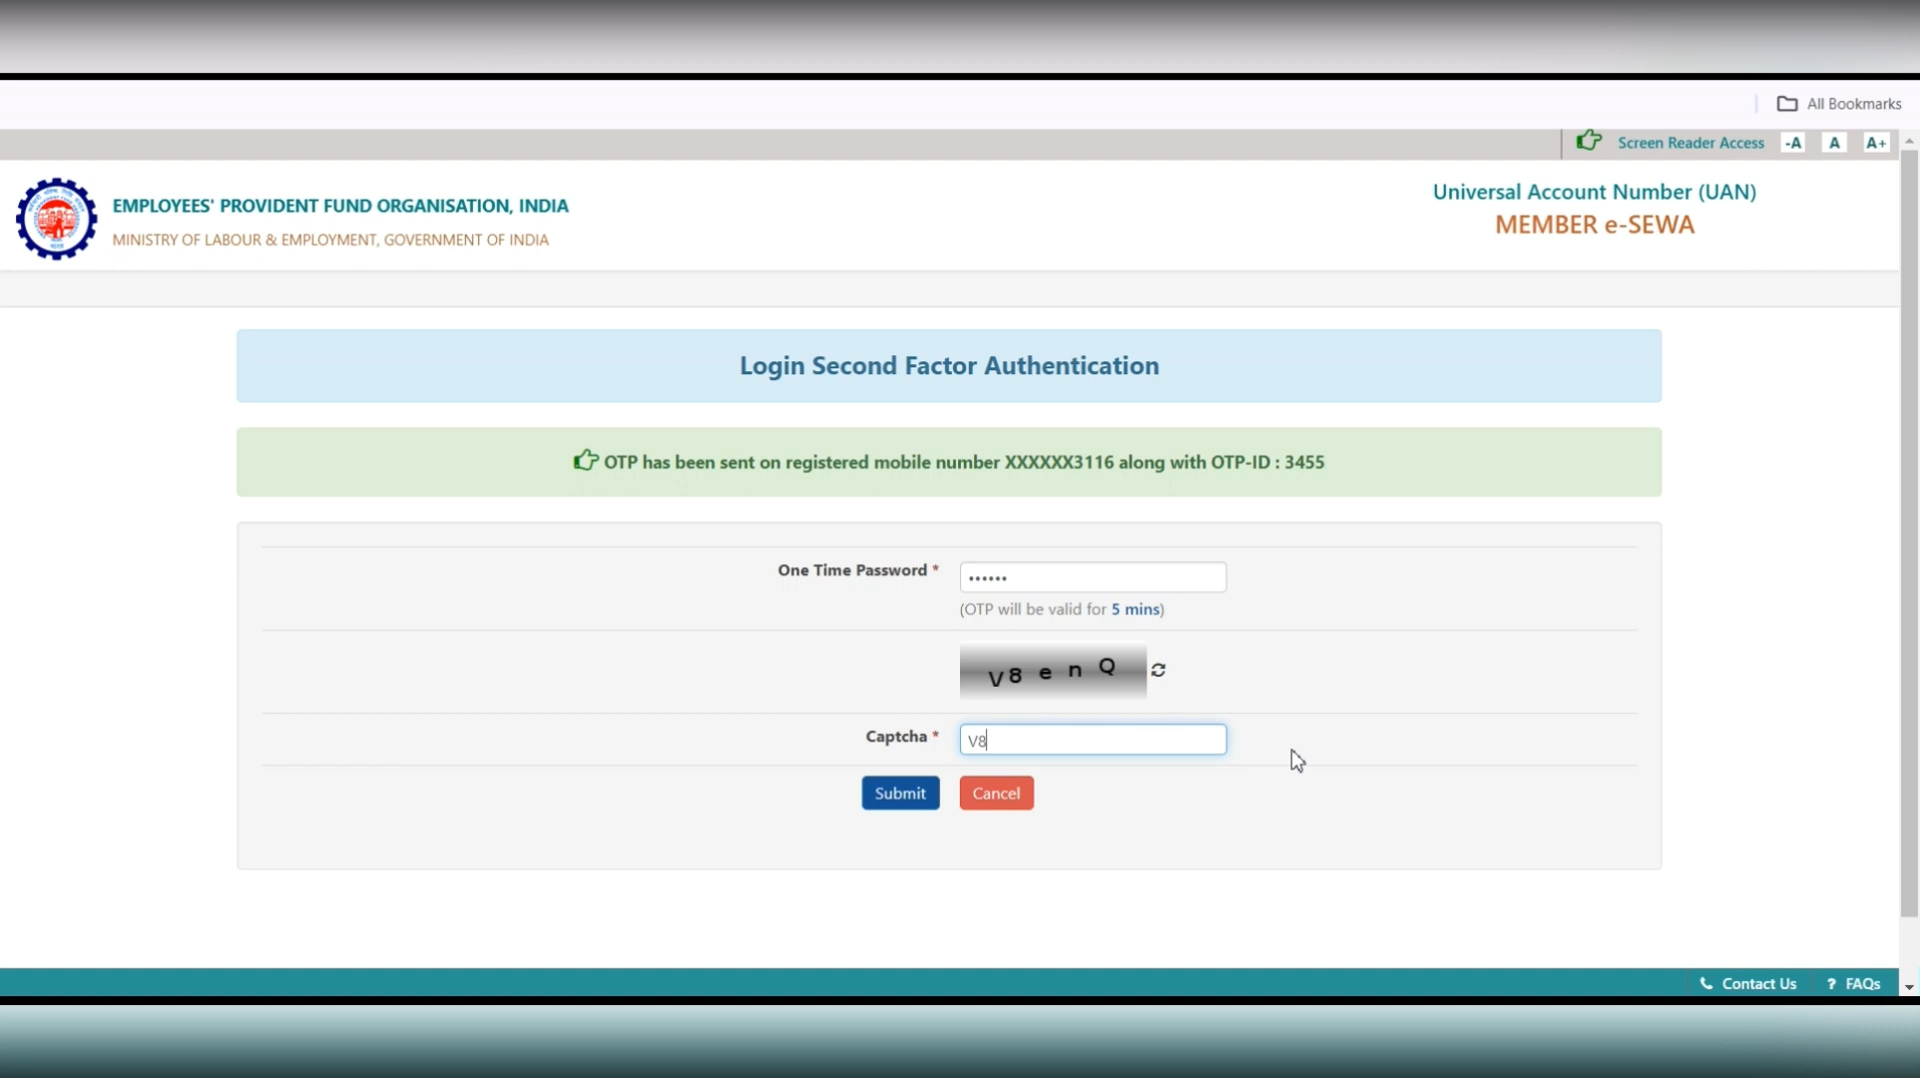 All Bookmarks
Screen Reader Access -A A A+
EMPLOYEES' PROVIDENT FUND ORGANISATION, INDIA
MINISTRY OF LABOUR & EMPLOYMENT, GOVERNMENT OF INDIA
Universal Account Number (UAN)
MEMBER e-SEWA
Login Second Factor Authentication
OTP has been sent on registered mobile number XXXXXX3116 along with OTP-ID : 3455
One Time Password * ••••••
(OTP will be valid for 5 mins)
V8enQ
Captcha * V8
Submit Cancel
Contact Us ? FAQs